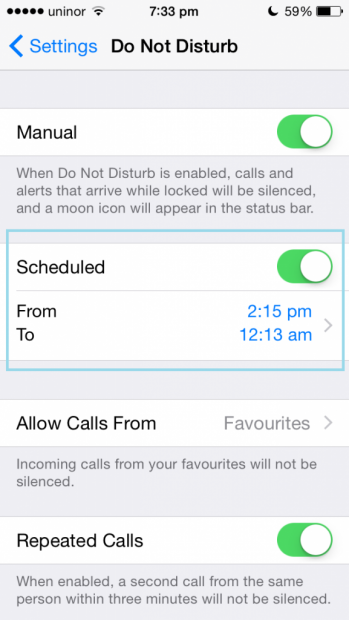 uninor 7:33 pm 59%
Settings Do Not Disturb
Manual
When Do Not Disturb is enabled, calls and
alerts that arrive while locked will be silenced,
and a moon icon will appear in the status bar.
Scheduled
From 2:15 pm
To 12:13 am
Allow Calls From Favourites
Incoming calls from your favourites will not be
silenced.
Repeated Calls
When enabled, a second call from the same
person within three minutes will not be silenced.